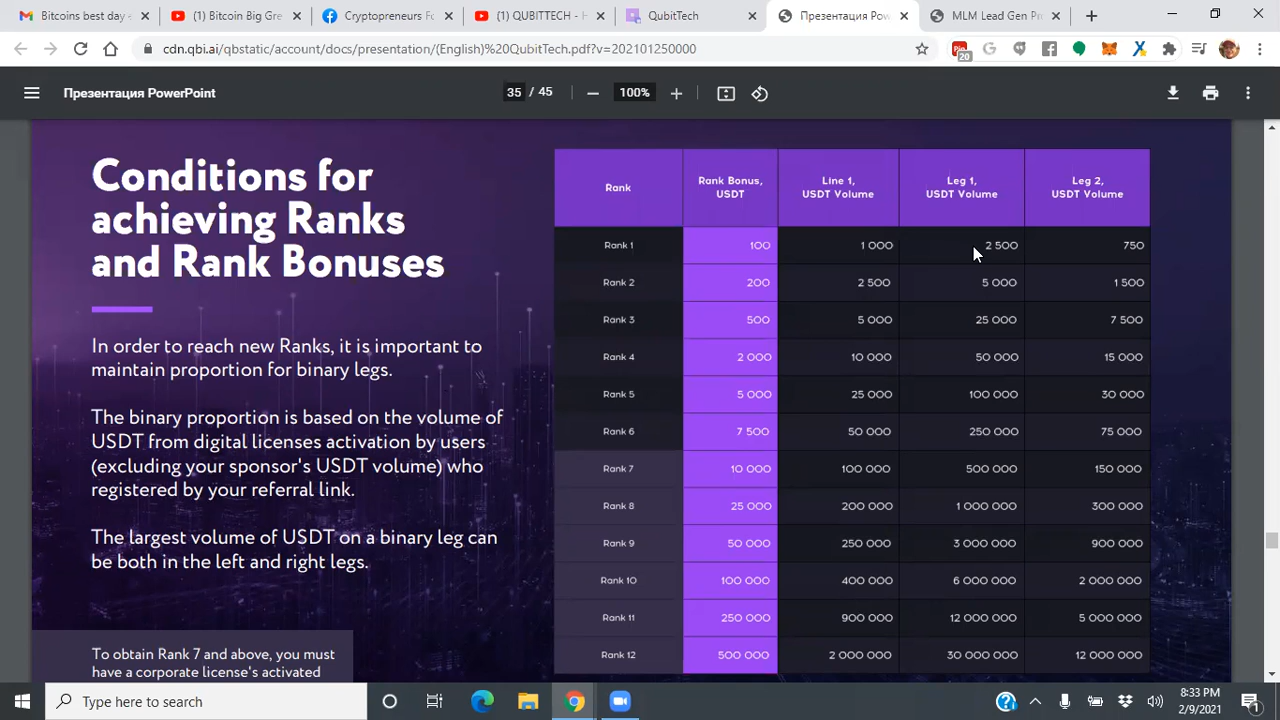 Bitcoins best day e
(1) Bitcoin Big Gre
Cryptopreneurs Fo
(1) QUBITTECH - H
QubitTech
Презентация Pow
MLM Lead Gen Pr
cdn.qbi.ai/qbstatic/account/docs/presentation/(English)%20QubitTech.pdf?v=202101250000
20
Презентация PowerPoint
35 / 45
100%
Conditions for
achieving Ranks
and Rank Bonuses
In order to reach new Ranks, it is important to
maintain proportion for binary legs.
The binary proportion is based on the volume of
USDT from digital licenses activation by users
(excluding your sponsor's USDT volume) who
registered by your referral link.
The largest volume of USDT on a binary leg can
be both in the left and right legs.
To obtain Rank 7 and above, you must
have a corporate license's activated
Rank Rank Bonus, USDT Line 1, USDT Volume Leg 1, USDT Volume Leg 2, USDT Volume
Rank 1 100 1 000 2 500 750
Rank 2 200 2 500 5 000 1 500
Rank 3 500 5 000 25 000 7 500
Rank 4 2 000 10 000 50 000 15 000
Rank 5 5 000 25 000 100 000 30 000
Rank 6 7 500 50 000 250 000 75 000
Rank 7 10 000 100 000 500 000 150 000
Rank 8 25 000 200 000 1 000 000 300 000
Rank 9 50 000 250 000 3 000 000 900 000
Rank 10 100 000 400 000 6 000 000 2 000 000
Rank 11 250 000 900 000 12 000 000 5 000 000
Rank 12 500 000 2 000 000 30 000 000 12 000 000
Type here to search
8:33 PM
2/9/2021
1